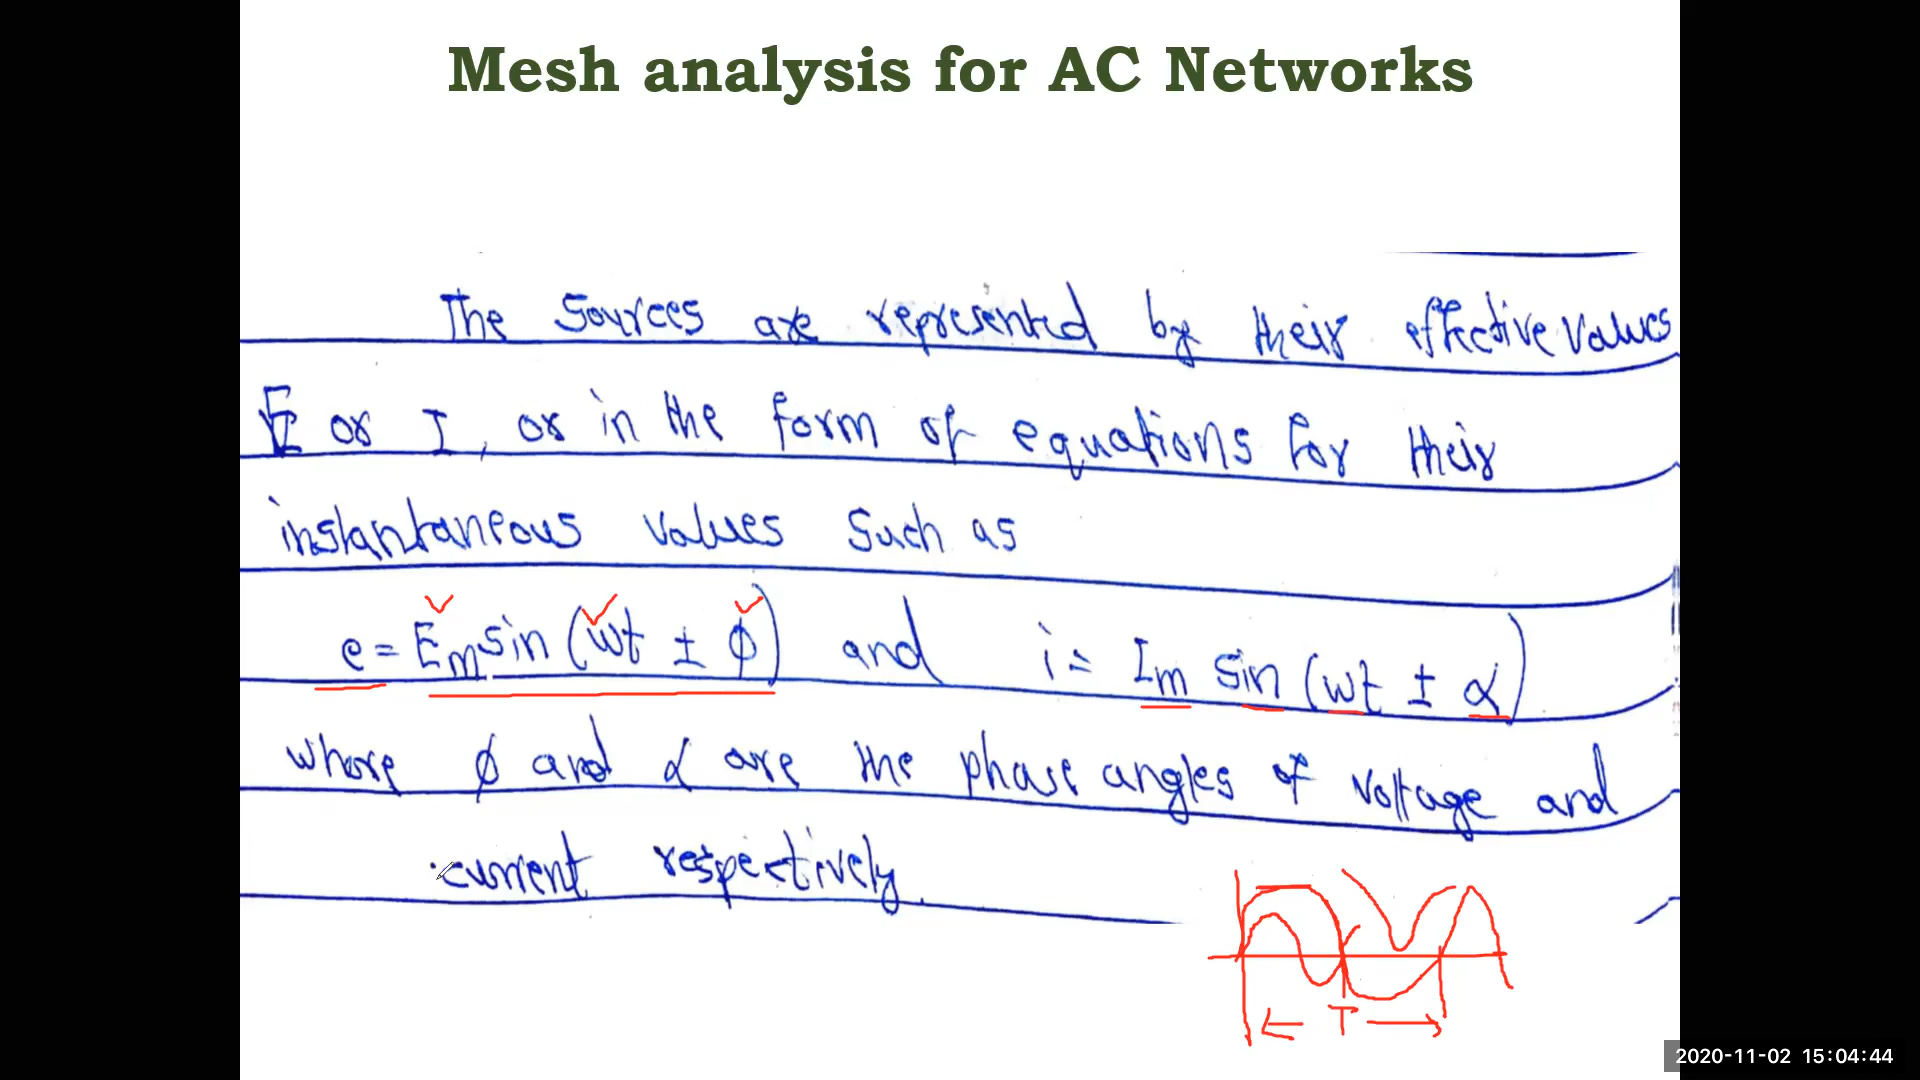 Mesh analysis for AC Networks
The Sources are represented by their effective values
E or I, or in the form of equations for their
instantaneous values such as
e = Em sin (wt ± ϕ) and i = Im sin (wt ± α)
where ϕ and α are the phase angles of voltage and
current respectively.
T
2020-11-02 15:04:44